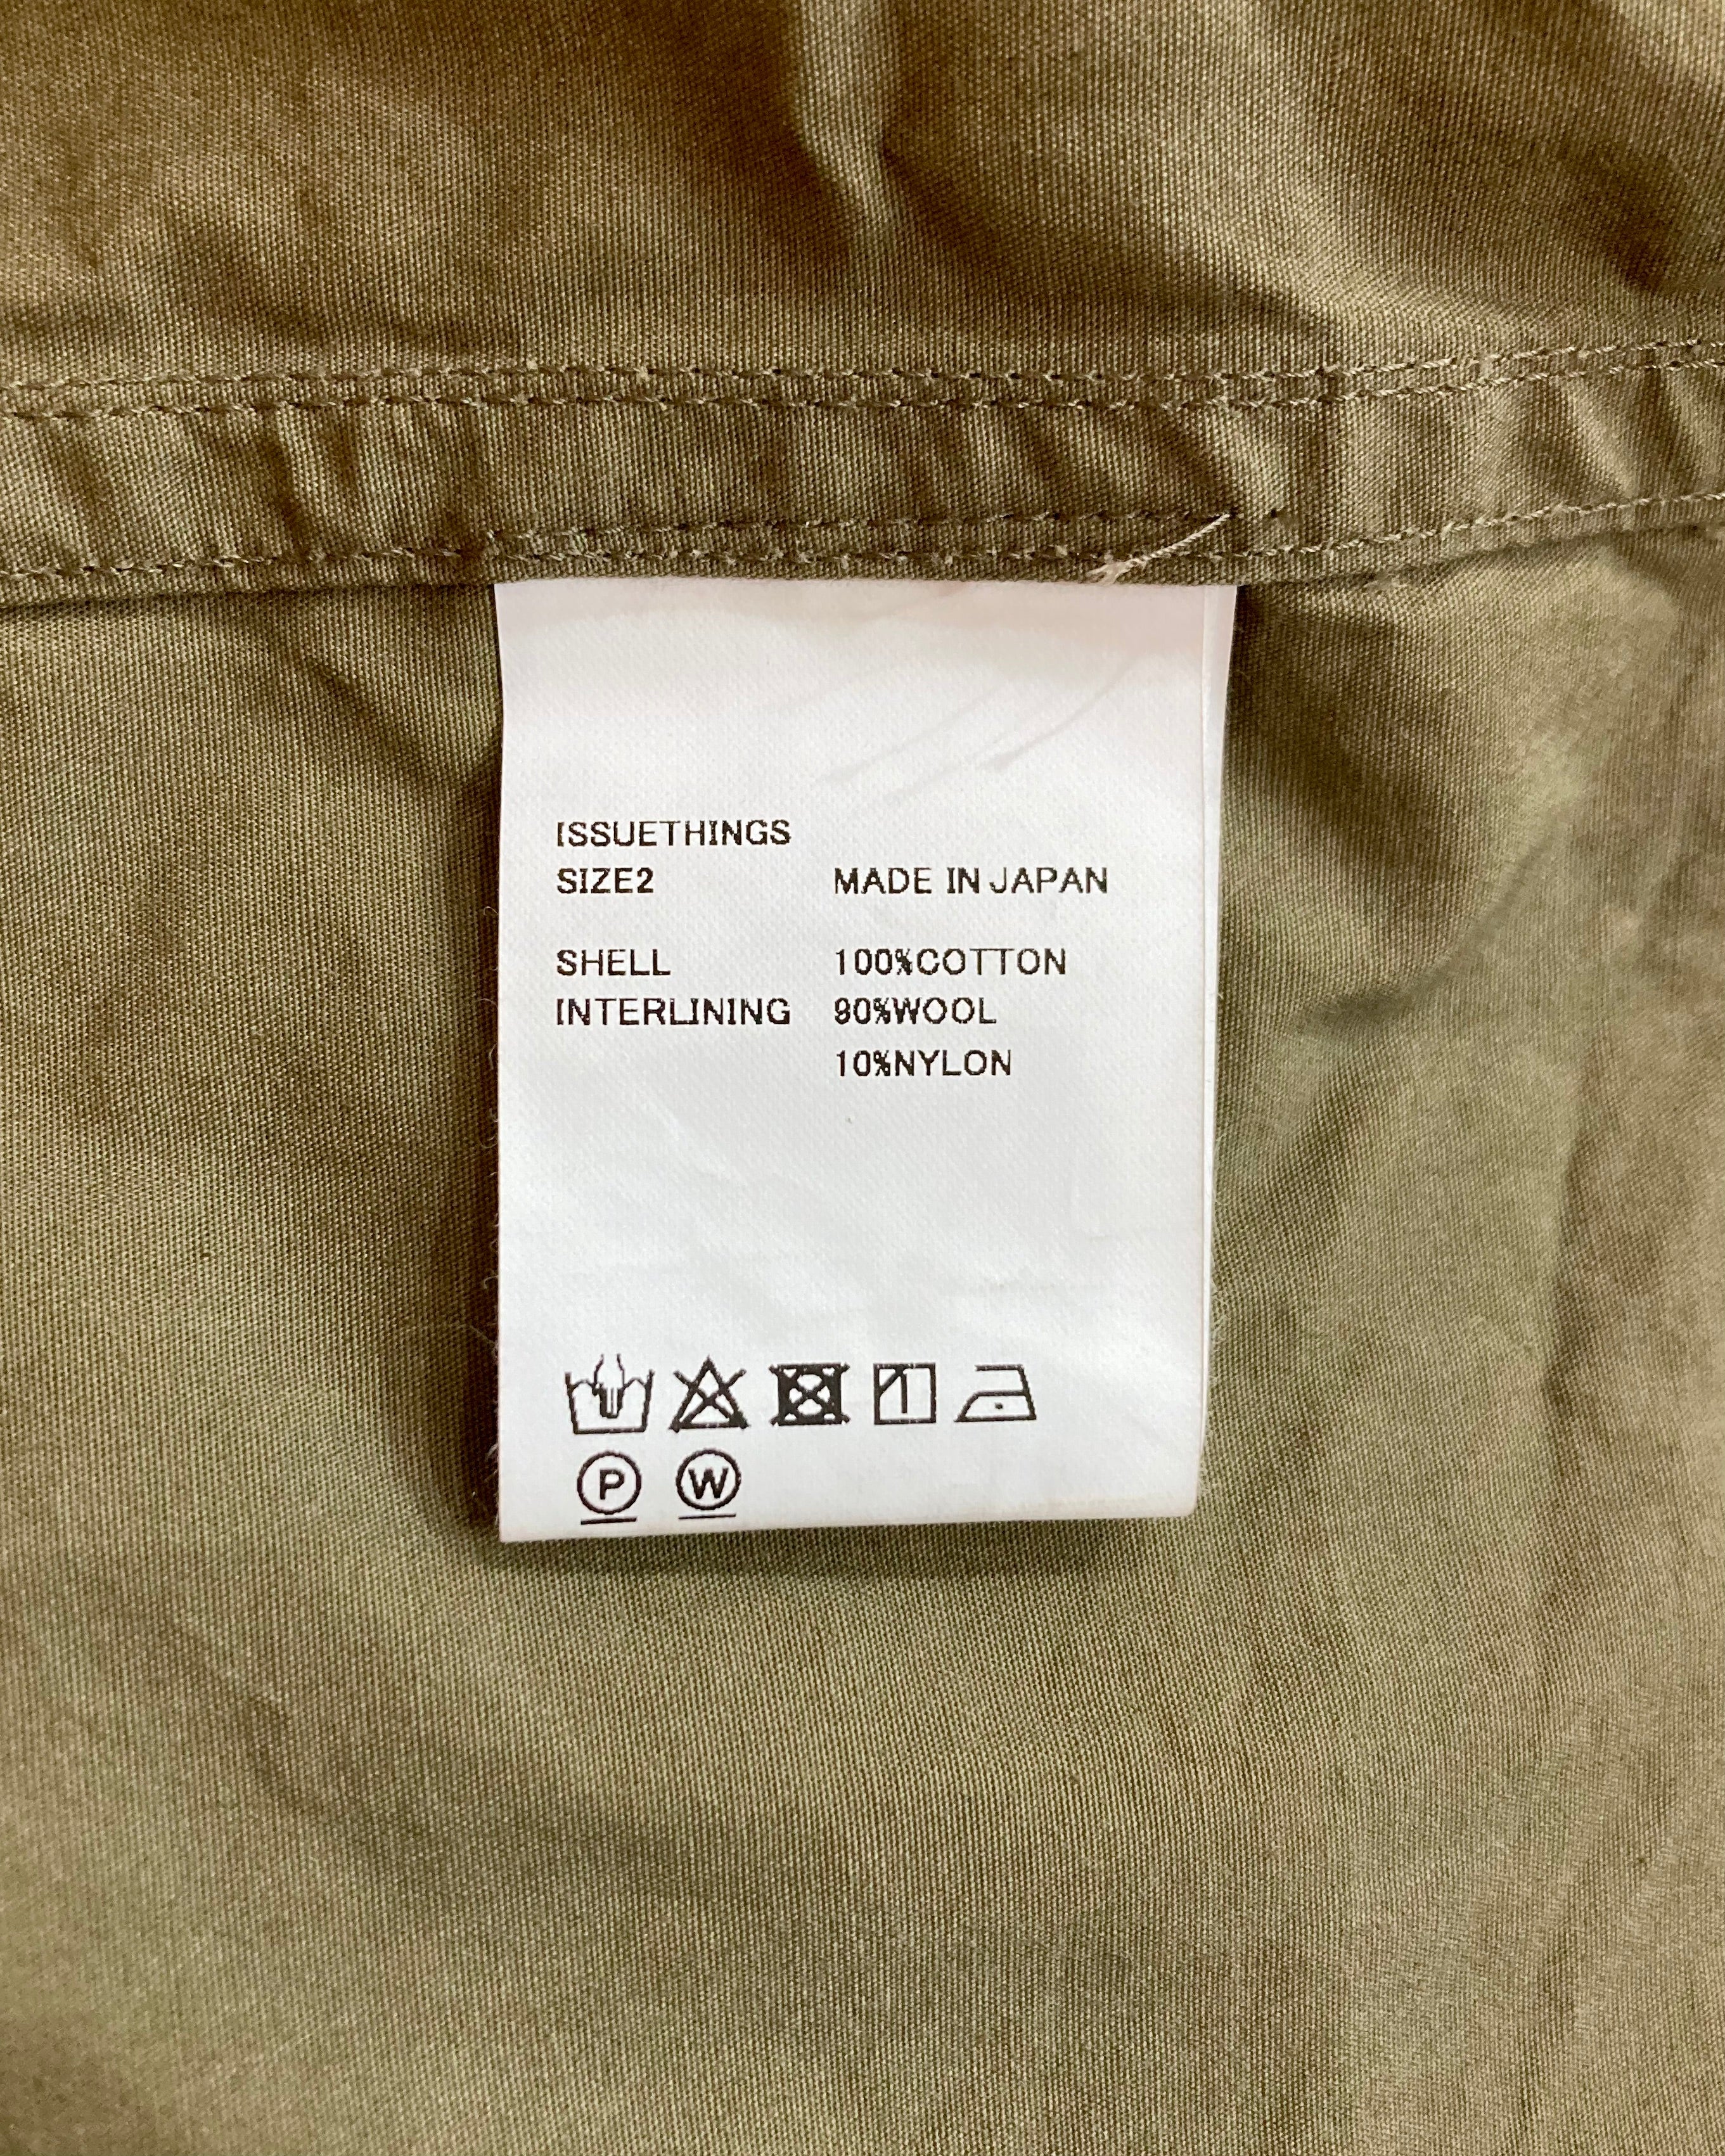 ISSUETHINGS
SIZE2 MADE IN JAPAN
SHELL 100%COTTON
INTERLINING 90%WOOL
10%NYLON
P W